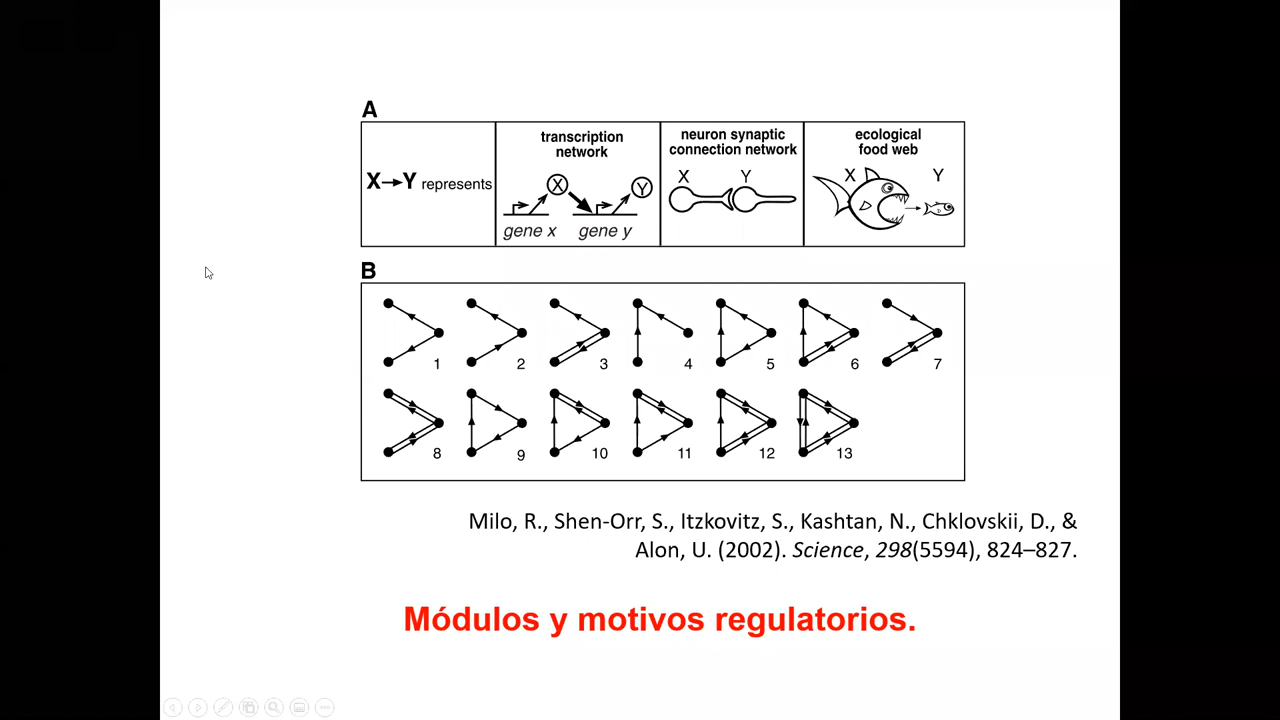 A
X→Y represents
transcription
network
X
Y
gene x
gene y
neuron synaptic
connection network
X
Y
ecological
food web
X
Y
B
1
2
3
4
5
6
7
8
9
10
11
12
13
Milo, R., Shen-Orr, S., Itzkovitz, S., Kashtan, N., Chklovskii, D., &
Alon, U. (2002). Science, 298(5594), 824–827.
Módulos y motivos regulatorios.